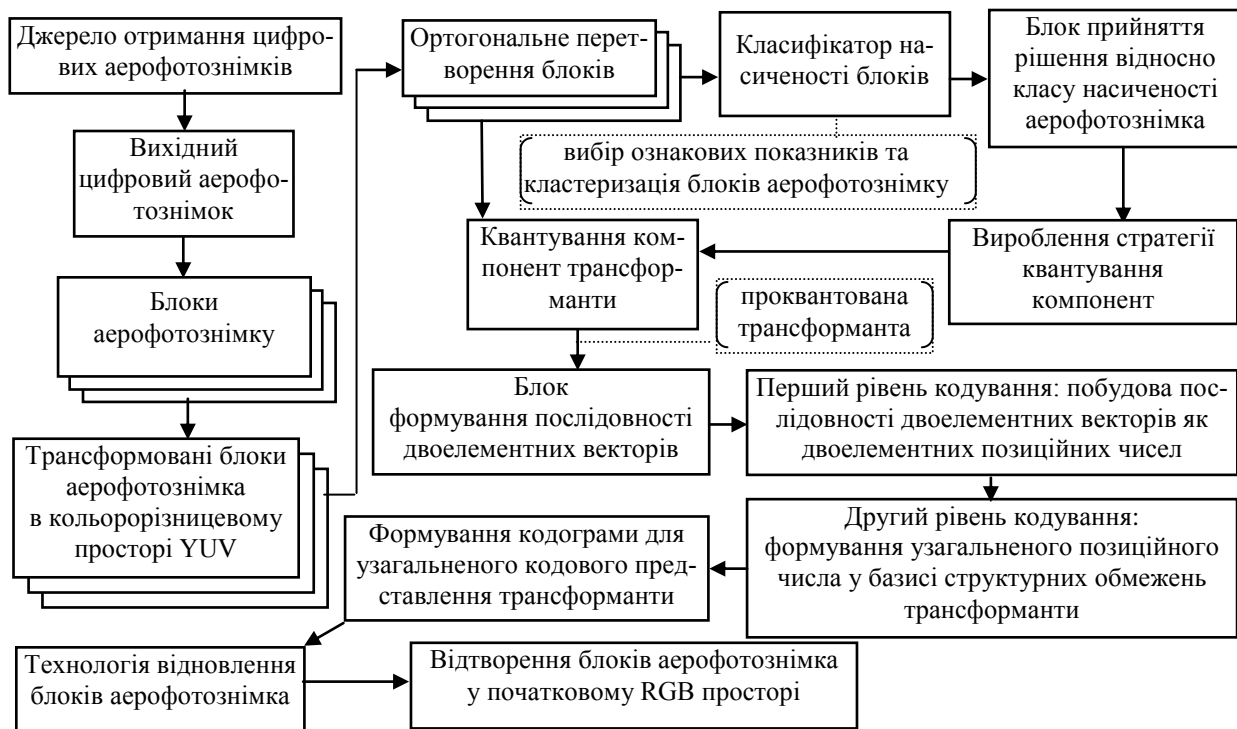 Джерело отримання цифро-
вих аерофотознімків
Вихідний
цифровий аерофо-
тознімок
Блоки
аерофотознімку
Трансформовані блоки
аерофотознімка
в кольорорізницевому
просторі YUV
Ортогональне перет-
ворення блоків
Класифікатор на-
сиченості блоків
Блок прийняття
рішення відносно
класу насиченості
аерофотознімка
вибір ознакових показників та
кластеризація блоків аерофотознімку
Квантування ком-
понент трансфор-
манти
Вироблення стратегії
квантування
компонент
проквантована
трансформанта
Блок
формування послідовності
двоелементних векторів
Перший рівень кодування: побудова пос-
лідовності двоелементних векторів як
двоелементних позиційних чисел
Другий рівень кодування:
формування узагальненого позиційного
числа у базисі структурних обмежень
трансформанти
Формування кодограми для
узагальненого кодового пред-
ставлення трансформанти
Технологія відновлення
блоків аерофотознімка
Відтворення блоків аерофотознімка
у початковому RGB просторі